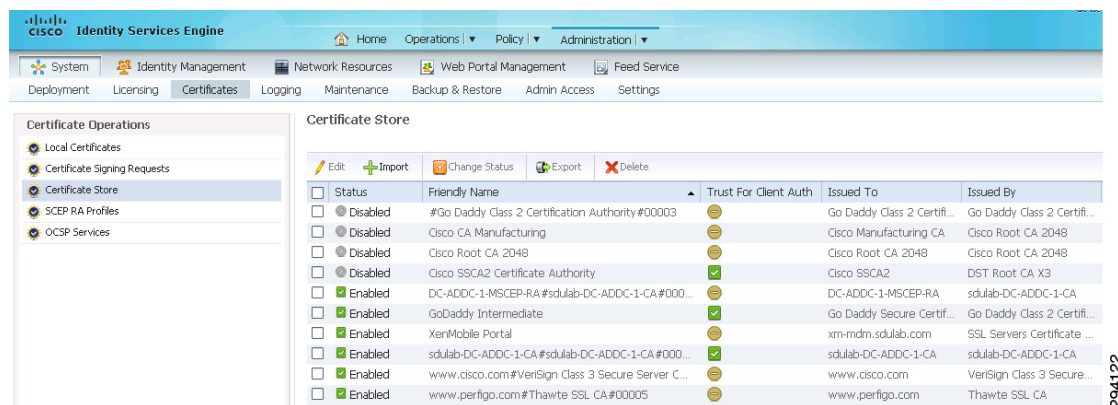 CISCO Identity Services Engine
Home Operations | ▼ Policy | ▼ Administration | ▼
System Identity Management Network Resources Web Portal Management Feed Service
Deployment Licensing Certificates Logging Maintenance Backup & Restore Admin Access Settings
Certificate Operations
Local Certificates
Certificate Signing Requests
Certificate Store
SCEP RA Profiles
OCSP Services
Certificate Store
Edit Import Change Status Export Delete
Status Friendly Name Trust For Client Auth Issued To Issued By
Disabled #Go Daddy Class 2 Certification Authority#00003 Go Daddy Class 2 Certifi... Go Daddy Class 2 Certifi...
Disabled Cisco CA Manufacturing Cisco Manufacturing CA Cisco Root CA 2048
Disabled Cisco Root CA 2048 Cisco Root CA 2048 Cisco Root CA 2048
Disabled Cisco SSCA2 Certificate Authority Cisco SSCA2 DST Root CA X3
Enabled DC-ADDC-1-MSCEP-RA#sdulab-DC-ADDC-1-CA#000... DC-ADDC-1-MSCEP-RA sdulab-DC-ADDC-1-CA
Enabled GoDaddy Intermediate Go Daddy Secure Certif... Go Daddy Class 2 Certifi...
Enabled XenMobile Portal xm-mdm.sdulab.com SSL Servers Certificate ...
Enabled sdulab-DC-ADDC-1-CA#sdulab-DC-ADDC-1-CA#000... sdulab-DC-ADDC-1-CA sdulab-DC-ADDC-1-CA
Enabled www.cisco.com#VeriSign Class 3 Secure Server C... www.cisco.com VeriSign Class 3 Secure...
Enabled www.perfigo.com#Thawte SSL CA#00005 www.perfigo.com Thawte SSL CA
294122